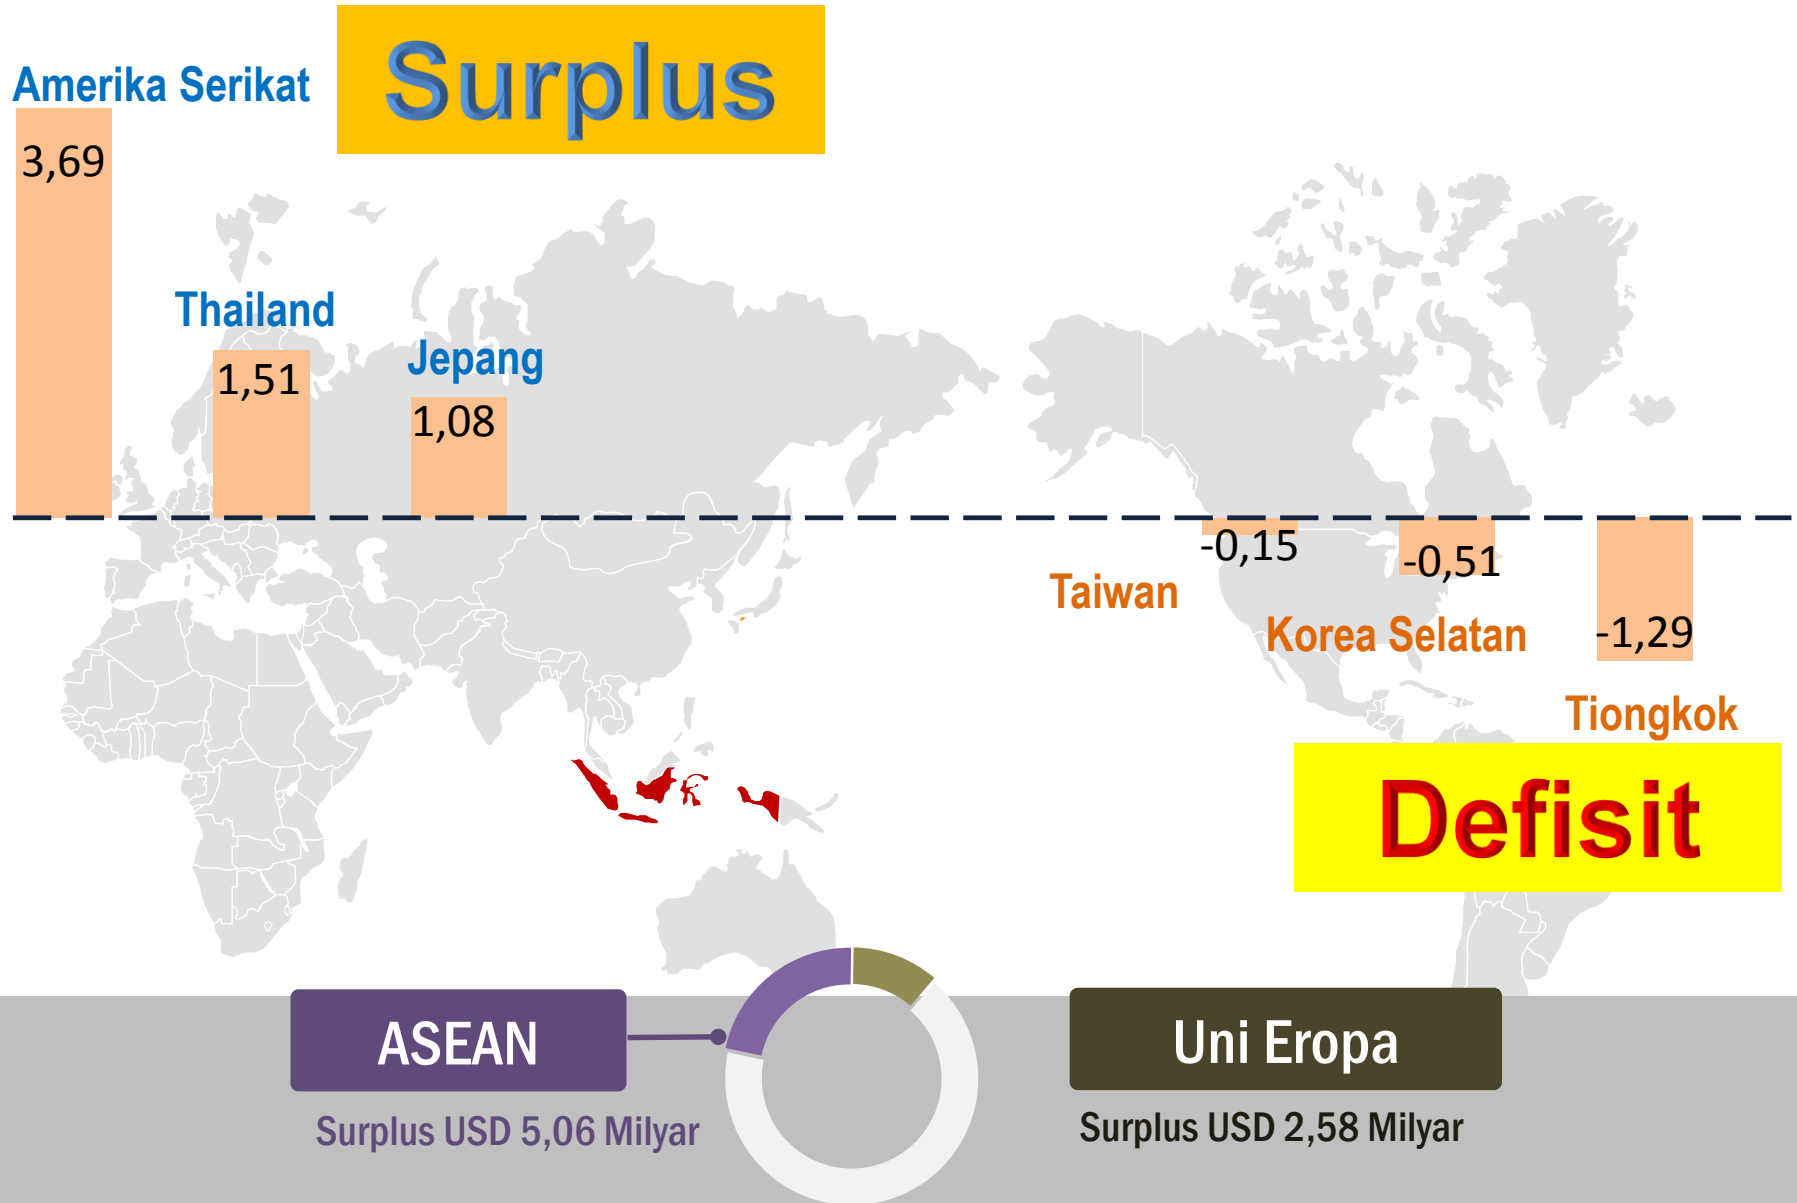 Surplus
Amerika Serikat
3,69
Thailand
1,51
Jepang
1,08
-0,15
Taiwan
-0,51
Korea Selatan
-1,29
Tiongkok
Defisit
ASEAN
Surplus USD 5,06 Milyar
Uni Eropa
Surplus USD 2,58 Milyar